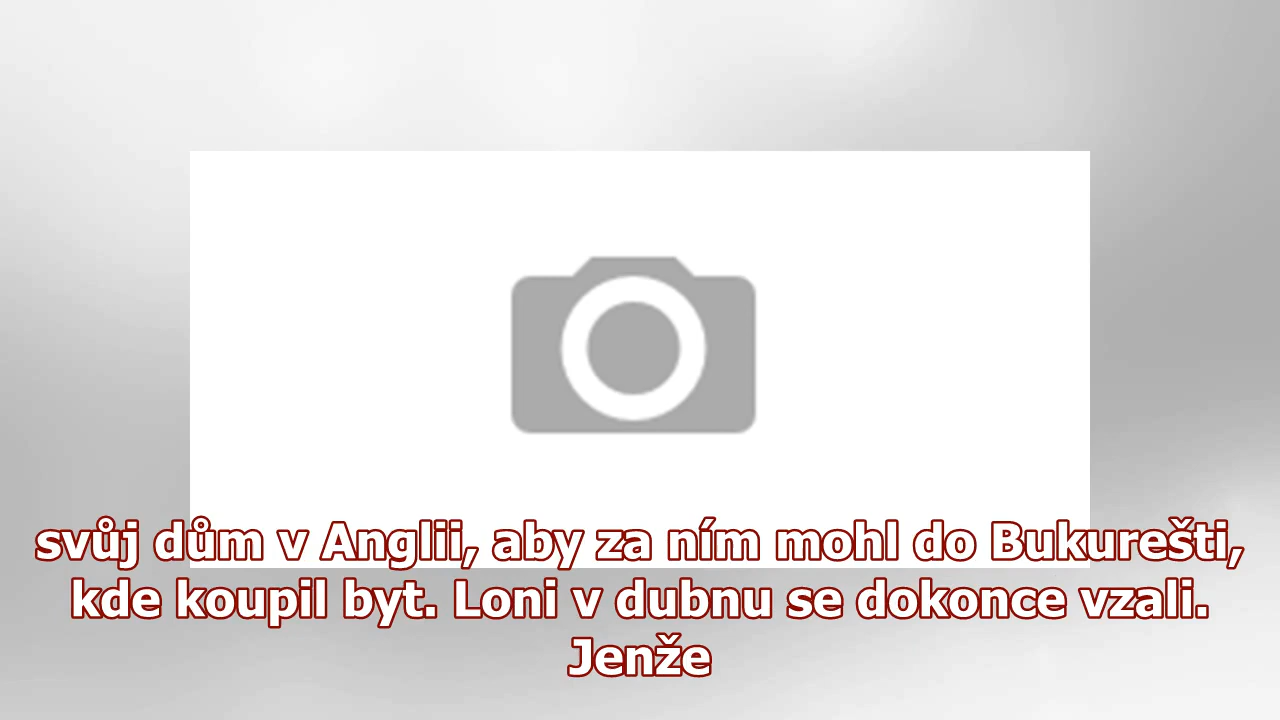 svůj dům v Anglii, aby za ním mohl do Bukurešti,
kde koupil byt. Loni v dubnu se dokonce vzali.
Jenže